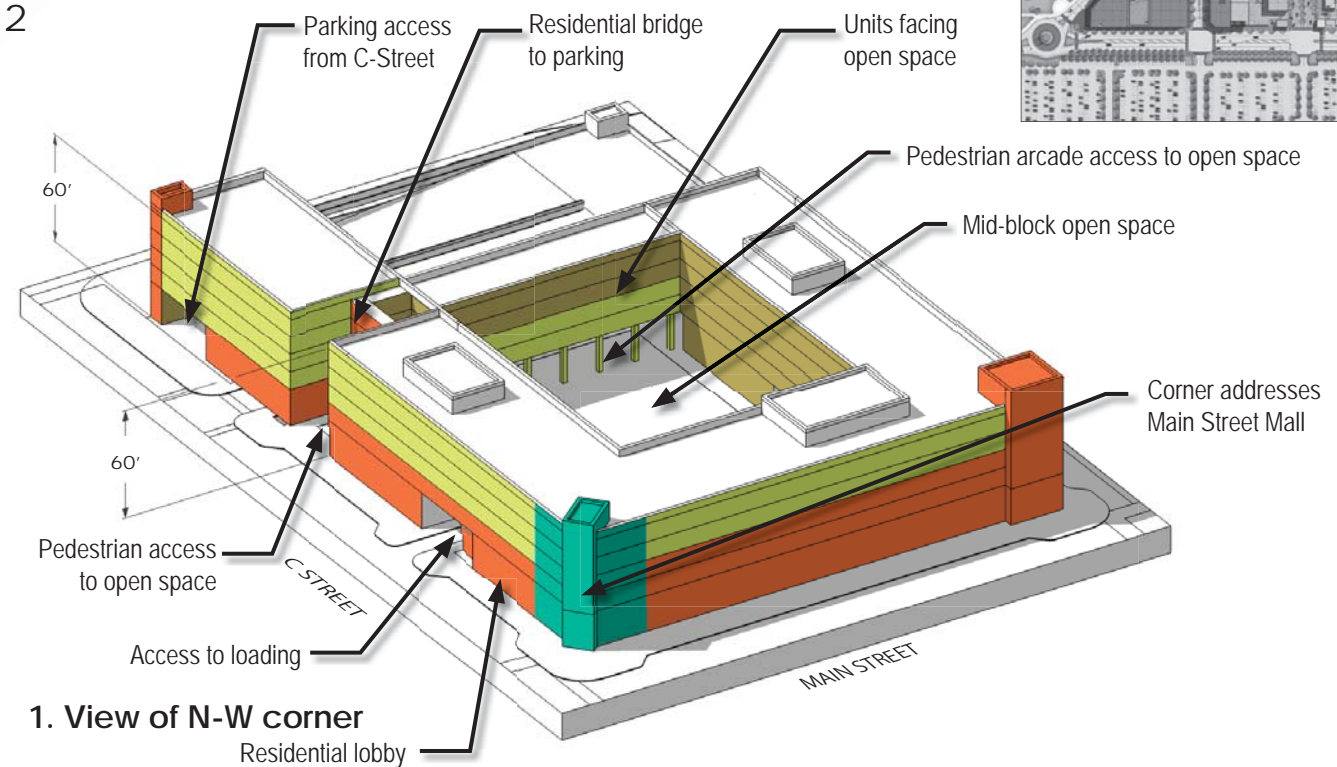 2
Parking access
from C-Street
Residential bridge
to parking
Units facing
open space
Pedestrian arcade access to open space
Mid-block open space
60'
Corner addresses
Main Street Mall
60'
Pedestrian access
to open space
C STREET
Access to loading
MAIN STREET
1. View of N-W corner
Residential lobby